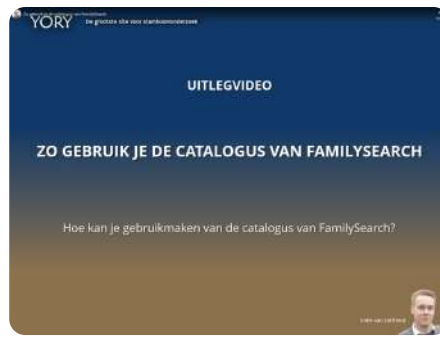 YORY
De grootste site voor stamboomonderzoek
UITLEGVIDEO
ZO GEBRUIK JE DE CATALOGUS VAN FAMILYSEARCH
Hoe kan je gebruikmaken van de catalogus van FamilySearch?